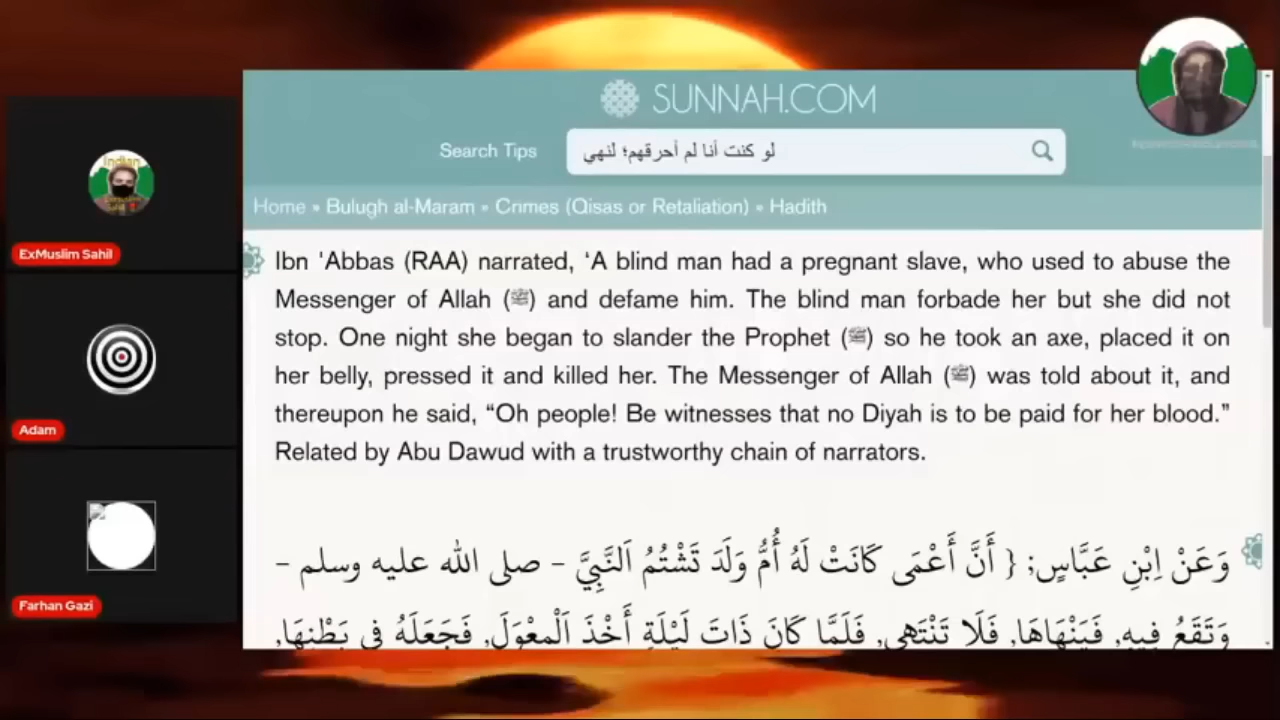 SUNNAH.COM
Search Tips
لو كنت أنا لم أحرقهم؛ لنهي
Home » Bulugh al-Maram » Crimes (Qisas or Retaliation) » Hadith
Ibn 'Abbas (RAA) narrated, ‘A blind man had a pregnant slave, who used to abuse the
Messenger of Allah (ﷺ) and defame him. The blind man forbade her but she did not
stop. One night she began to slander the Prophet (ﷺ) so he took an axe, placed it on
her belly, pressed it and killed her. The Messenger of Allah (ﷺ) was told about it, and
thereupon he said, “Oh people! Be witnesses that no Diyah is to be paid for her blood.”
Related by Abu Dawud with a trustworthy chain of narrators.
وَعَنْ اِبْنِ عَبَّاسٍ; { أَنَّ أَعْمَى كَانَتْ لَهُ أُمُّ وَلَدَ تَشْتُمُ اَلنَّبِيَّ - صلى الله عليه وسلم -
وَتَقَعُ فِيهِ, فَيَنْهَاهَا, فَلَا تَنْتَهِي, فَلَمَّا كَانَ ذَاتَ لَيْلَةٍ أَخْذَ اَلْمِعْوَلَ, فَجَعَلَهُ فِي بَطْنِهَا,
Indian
ExMuslim Sahil
Adam
Farhan Gazi